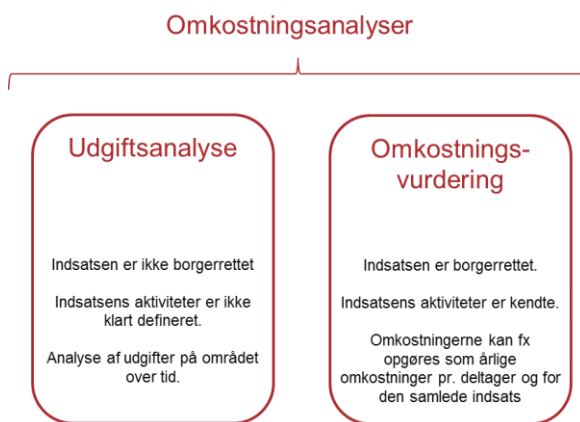 Omkostningsanalyser
Udgiftsanalyse
Indsatsen er ikke borgerrettet
Indsatsens aktiviteter er ikke
klart defineret.
Analyse af udgifter på området
over tid.
Omkostnings-
vurdering
Indsatsen er borgerrettet.
Indsatsens aktiviteter er kendte.
Omkostningerne kan fx
opgøres som årlige
omkostninger pr. deltager og for
den samlede indsats